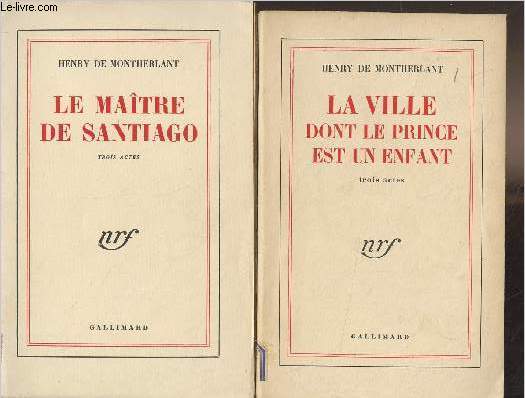 Le-livre.com
HENRY DE MONTHERLANT
LE MAÎTRE
DE SANTIAGO
TROIS ACTES
nrf
GALLIMARD
HENRY DE MONTHERLANT
LA VILLE
DONT LE PRINCE
EST UN ENFANT
trois actes
nrf
GALLIMARD